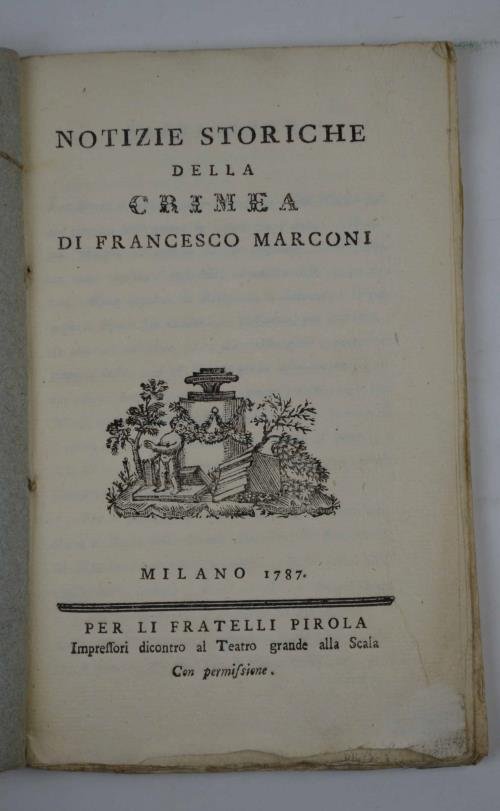 NOTIZIE STORICHE
DELLA
CRIMEA
DI FRANCESCO MARCONI
MILANO 1787.
PER LI FRATELLI PIROLA
Impreſſori dicontro al Teatro grande alla Scala
Con permiſſione.